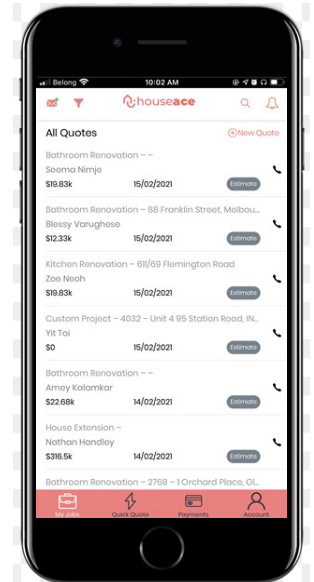 Belong
10:02 AM
houseace
All Quotes
New Quote
Bathroom Renovation – –
Seema Nimje
$19.83k 15/02/2021 Estimate
Bathroom Renovation – 88 Franklin Street, Melbou...
Blessy Varughese
$12.33k 15/02/2021 Estimate
Kitchen Renovation – 611/69 Flemington Road
Zoe Neoh
$19.83k 15/02/2021 Estimate
Custom Project – 4032 – Unit 4 95 Station Road, IN...
Yit Toi
$0 15/02/2021 Estimate
Bathroom Renovation – –
Amey Kalamkar
$22.68k 14/02/2021 Estimate
House Extension –
Nathan Handley
$316.5k 14/02/2021 Estimate
Bathroom Renovation – 2768 – 1 Orchard Place, Gl...
My Jobs Quick Quote Payments Account